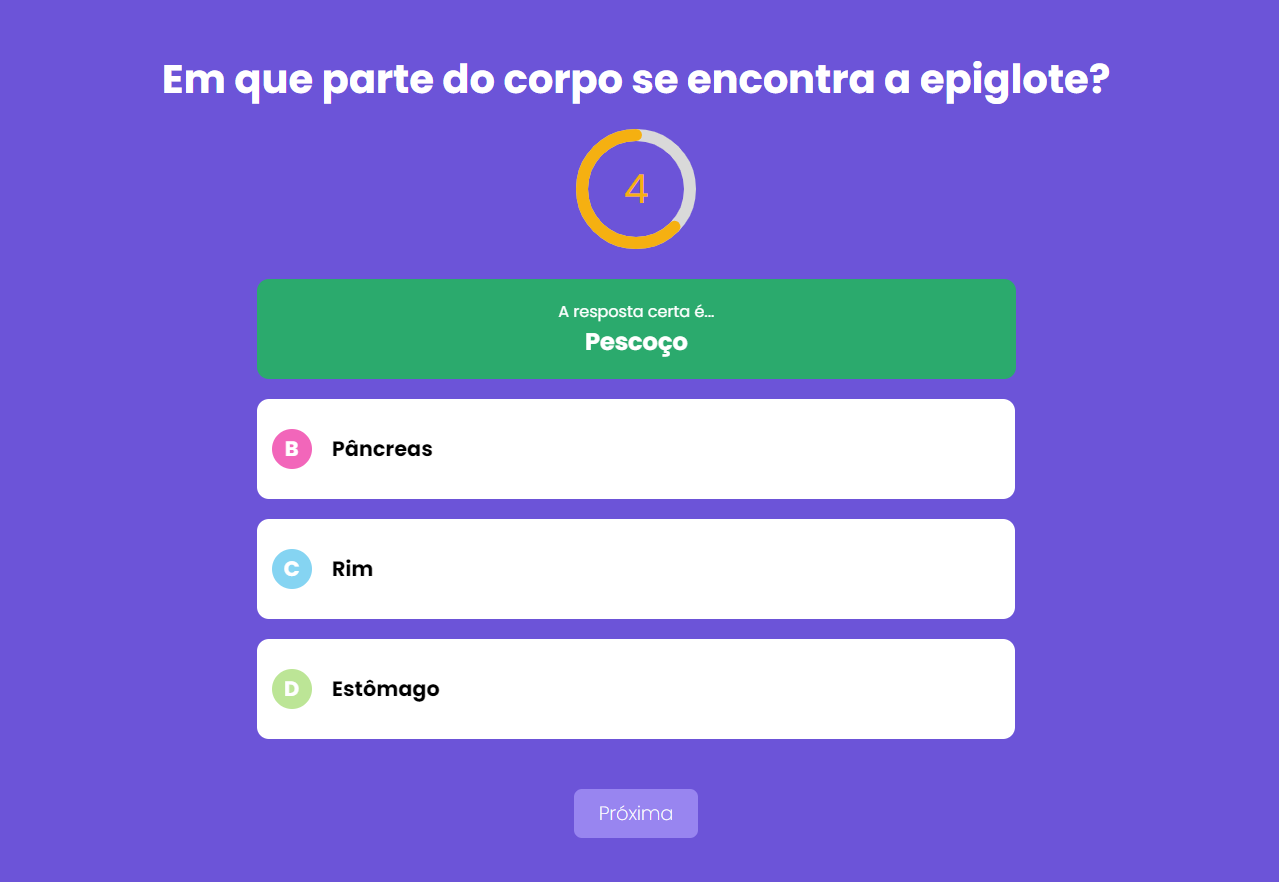 Em que parte do corpo se encontra a epiglote?
4
A resposta certa é...
Pescoço
B Pâncreas
C Rim
D Estômago
Próxima